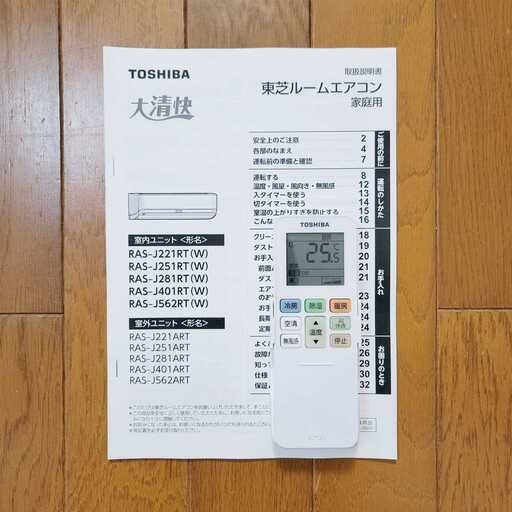 TOSHIBA
大清快
取扱説明書
東芝ルームエアコン
家庭用
安全上のご注意 2
各部のなまえ 4
運転前の準備と確認 7
ご使用の前に
運転する 8
温度・風量・風向き・無風感 12
入タイマーを使う 13
切タイマーを使う 14
室温の上がりすぎを防止する 15
こんな 16
運転のしかた
クリー 18
ダスト 19
お手入 20
前面 21
ダス
エア
のお 23
お手 23
長期 24
定期 24
お手入れ
よく 25
故障 26
知って
仕様 30
保証 32
お困りのとき
室内ユニット <形名>
RAS-J221RT(W)
RAS-J251RT(W)
RAS-J281RT(W)
RAS-J401RT(W)
RAS-J562RT(W)
室外ユニット <形名>
RAS-J221ART
RAS-J251ART
RAS-J281ART
RAS-J401ART
RAS-J562ART
TOSHIBA
25.5
冷房 除湿 暖房
空清 ▲
温度
無風感 ▼ 停止